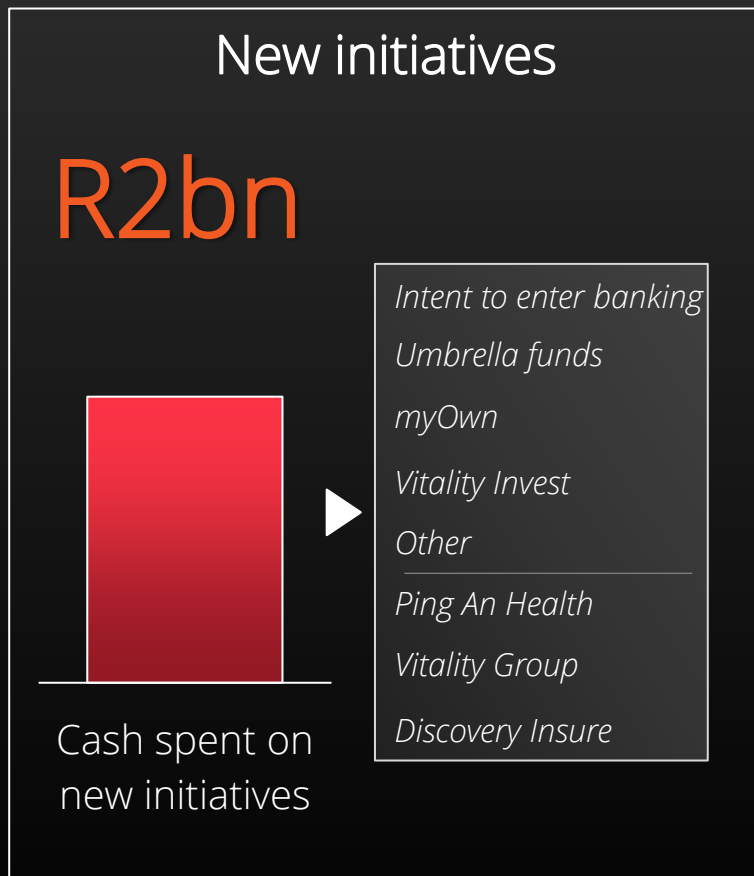 New initiatives
R2bn
Intent to enter banking
Umbrella funds
myOwn
Vitality Invest
Other
Ping An Health
Vitality Group
Discovery Insure
Cash spent on
new initiatives